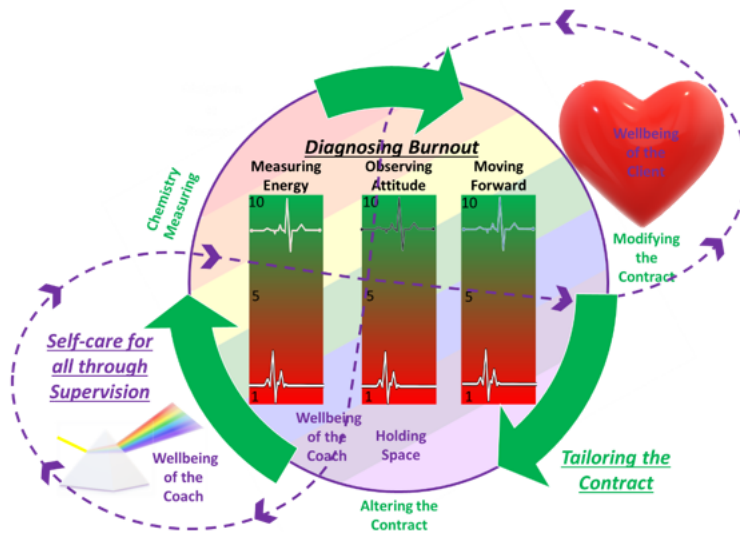 Diagnosing Burnout
Measuring
Energy
Observing
Attitude
Moving
Forward
10
10
10
5
5
5
1
1
1
Wellbeing
of the
Client
Chemistry
Measuring
Modifying
the
Contract
Self-care for
all through
Supervision
Wellbeing
of the
Coach
Wellbeing
of the
Coach
Holding
Space
Tailoring the
Contract
Altering the
Contract